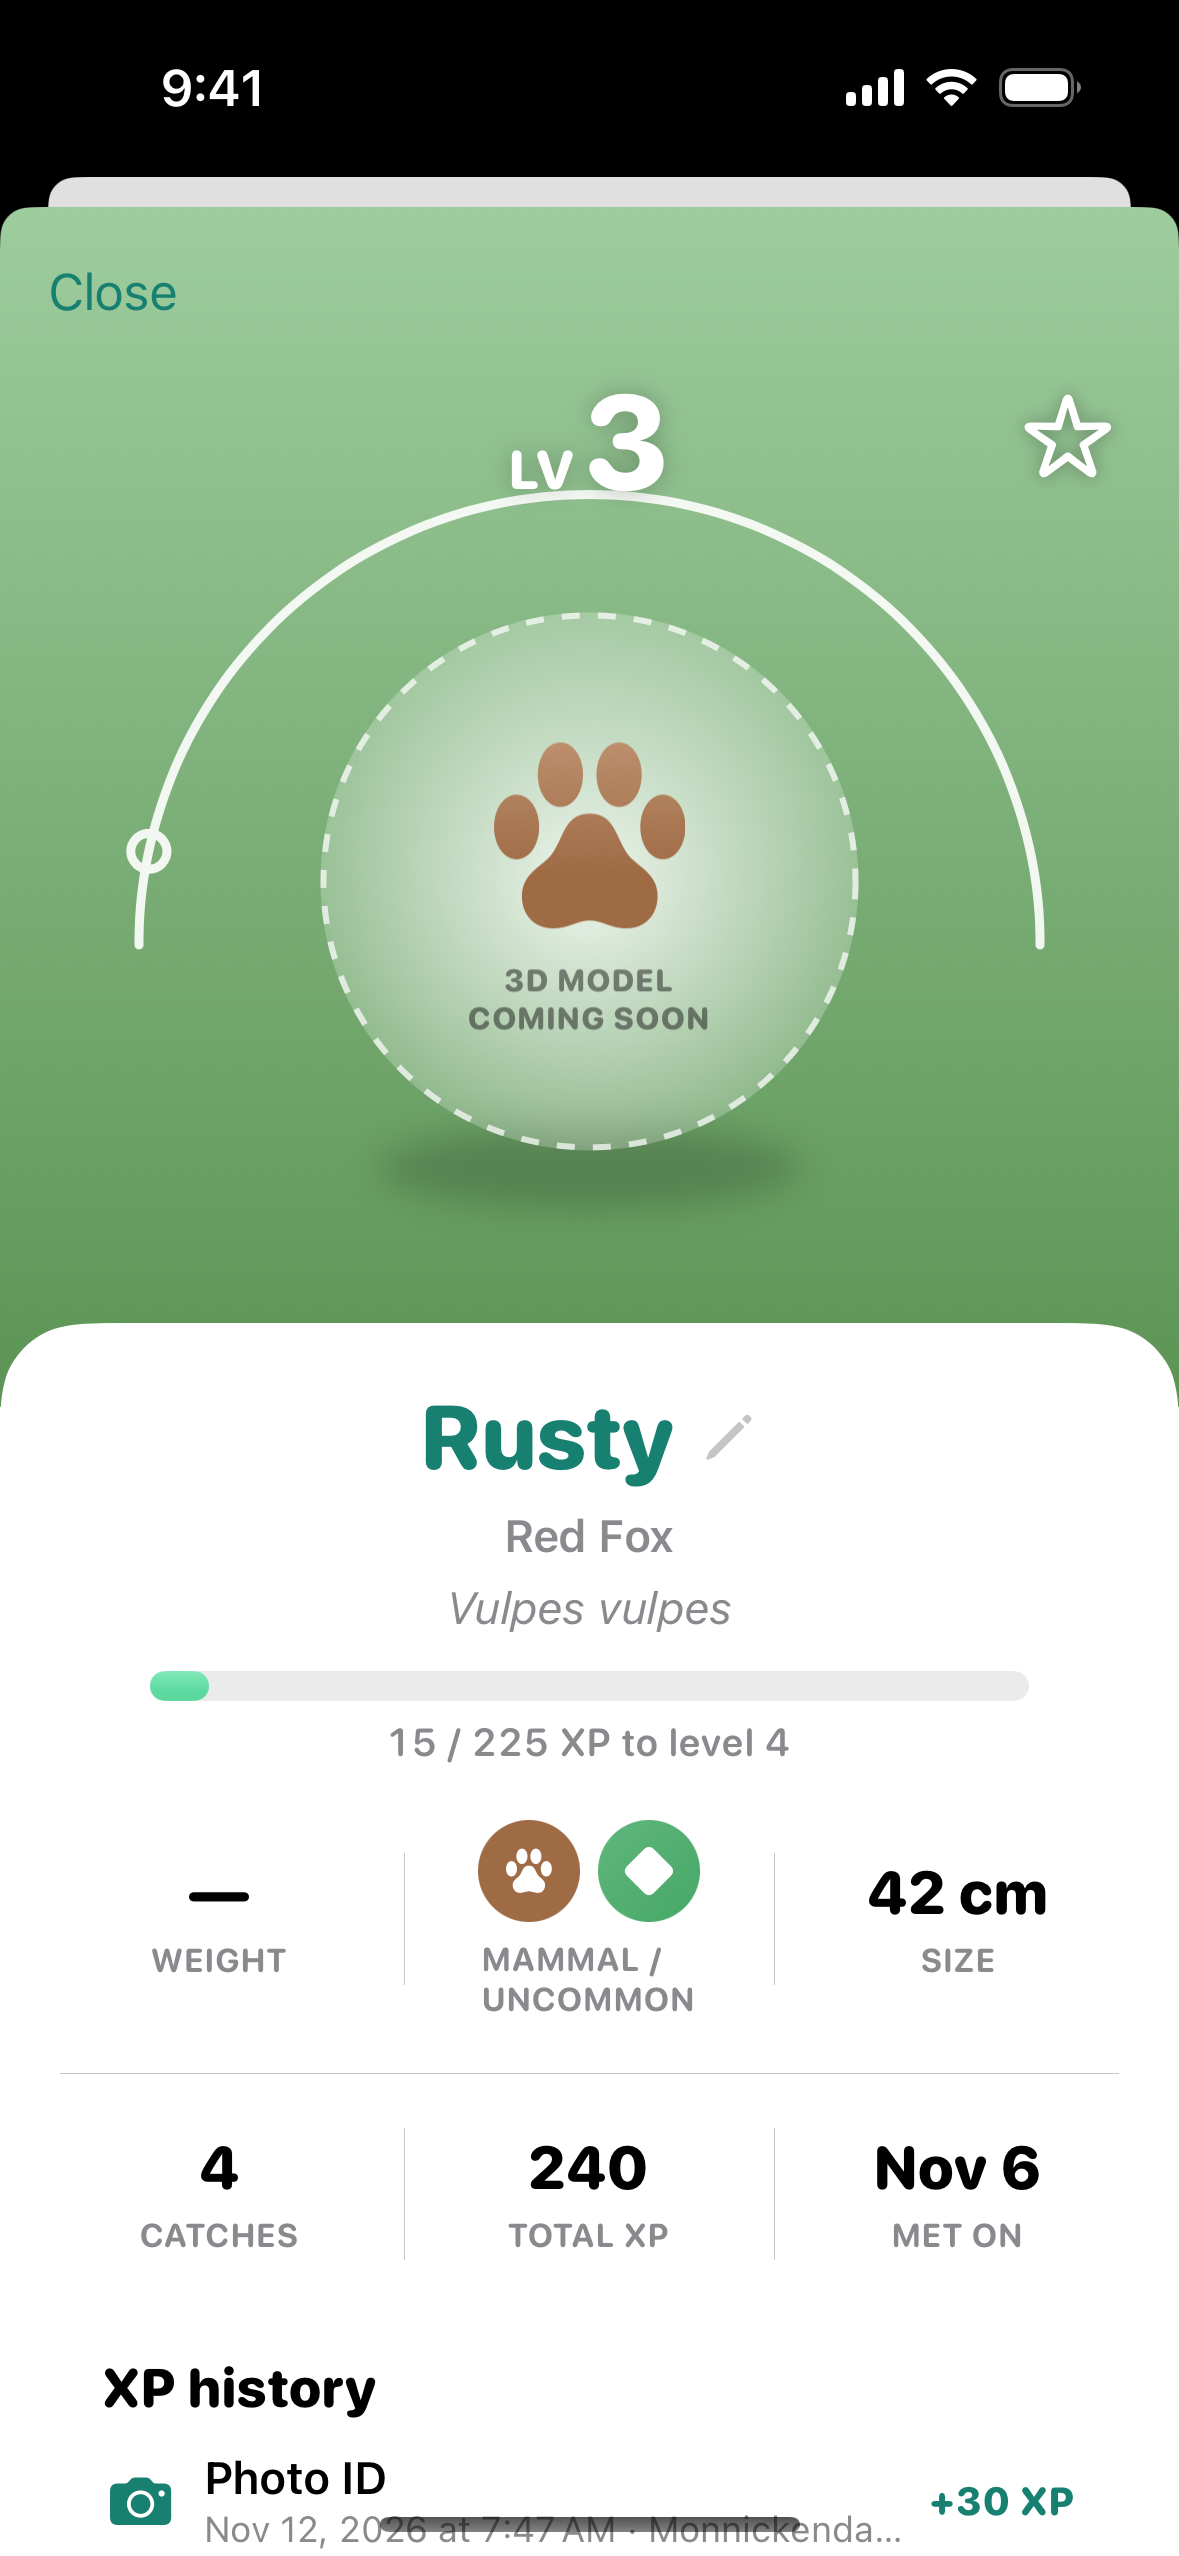 9:41
Close
LV 3
3D MODEL
COMING SOON
Rusty
Red Fox
Vulpes vulpes
15 / 225 XP to level 4
—
WEIGHT
MAMMAL /
UNCOMMON
42 cm
SIZE
4
CATCHES
240
TOTAL XP
Nov 6
MET ON
XP history
Photo ID
+30 XP
Nov 12, 2026 at 7:47 AM · Monnickenda...